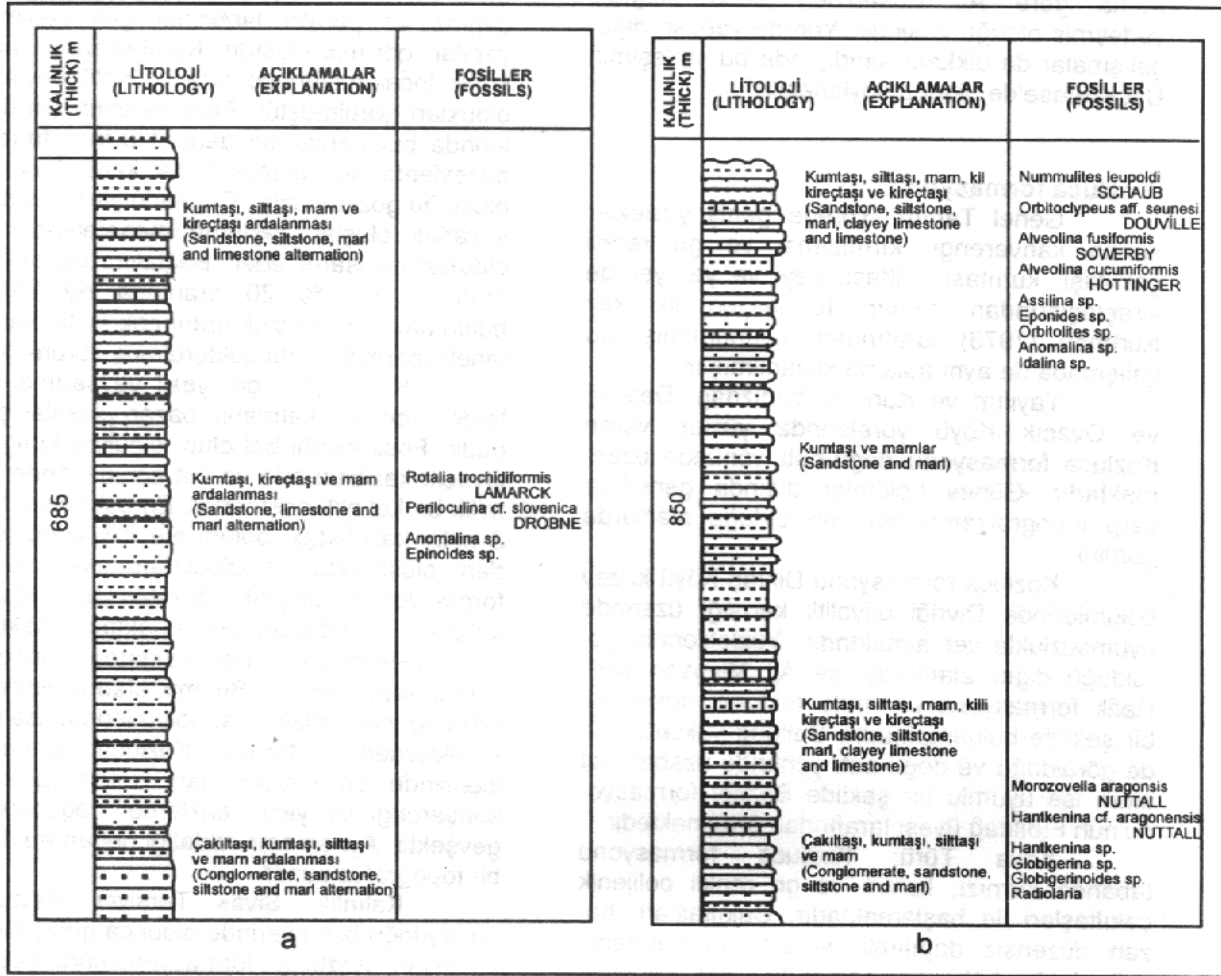 KALINLIK
(THICK) m
LİTOLOJİ
(LITHOLOGY)
AÇIKLAMALAR
(EXPLANATION)
FOSİLLER
(FOSSILS)
685
Kumtaşı, silttaşı, marn ve
kireçtaşı ardalanması
(Sandstone, siltstone, marl
and limestone alternation)
Kumtaşı, kireçtaşı ve marn
ardalanması
(Sandstone, limestone and
marl alternation)
Rotalia trochidiformis
LAMARCK
Periloculina cf. slovenica
DROBNE
Anomalina sp.
Epinoides sp.
Çakıltaşı, kumtaşı, silttaşı
ve marn ardalanması
(Conglomerate, sandstone,
siltstone and marl alternation)
a
KALINLIK
(THICK) m
LİTOLOJİ
(LITHOLOGY)
AÇIKLAMALAR
(EXPLANATION)
FOSİLLER
(FOSSILS)
850
Kumtaşı, silttaşı, marn, kil
kireçtaşı ve kireçtaşı
(Sandstone, siltstone
marl, clayey limestone
and limestone)
Nummulites leupoldi
SCHAUB
Orbitoclypeus aff. seunesi
DOUVILLE
Alveolina fusiformis
SOWERBY
Alveolina cucumiformis
HOTTINGER
Assilina sp.
Eponides sp.
Orbitolites sp.
Anomalina sp.
Idalina sp.
Kumtaşı ve marnlar
(Sandstone and marl)
Kumtaşı, silttaşı, marn, killi
kireçtaşı ve kireçtaşı
(Sandstone, siltstone,
marl, clayey limestone
and limestone)
Morozovella aragonsis
NUTTALL
Hantkenina cf. aragonensis
NUTTALL
Hantkenina sp.
Globigerina sp.
Globigerinoides sp.
Radiolaria
Çakıltaşı, kumtaşı, silttaşı
ve marn
(Conglomerate, sandstone,
siltstone and marl)
b